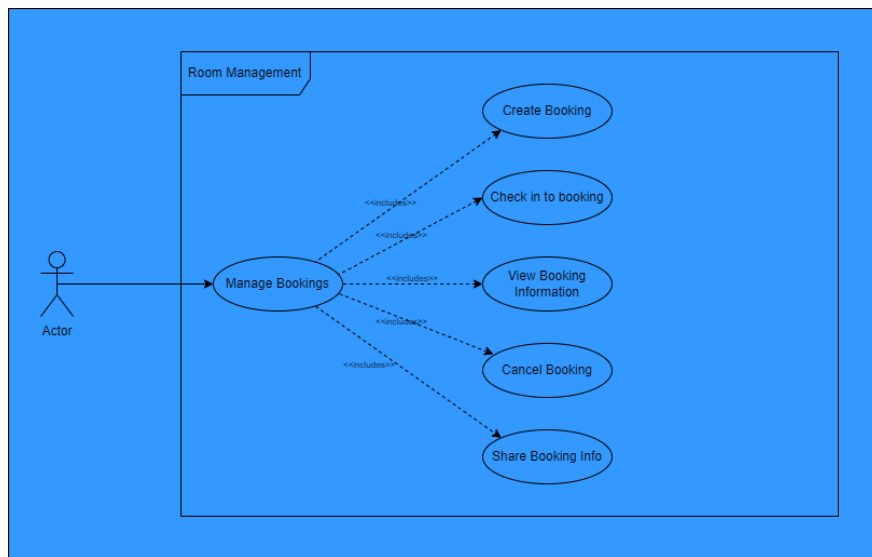 Room Management
Create Booking
<<includes>>
Check in to booking
<<includes>>
Manage Bookings
<<includes>>
View Booking
Information
Actor
<<includes>>
Cancel Booking
<<includes>>
Share Booking Info